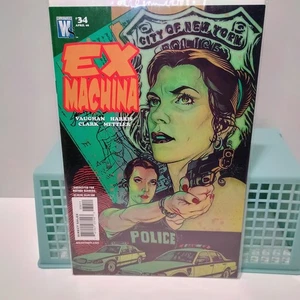 W
#34
CITY OF NEW YORK
POLICE
EX
MACHINA
VAUGHAN HARRIS
CLARK METTLER
POLICE